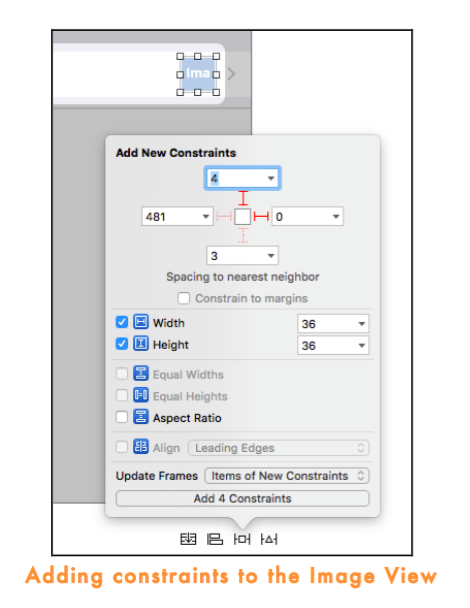 Ima
Add New Constraints
4
481 0
3
Spacing to nearest neighbor
Constrain to margins
Width 36
Height 36
Equal Widths
Equal Heights
Aspect Ratio
Align Leading Edges
Update Frames Items of New Constraints
Add 4 Constraints
Adding constraints to the Image View